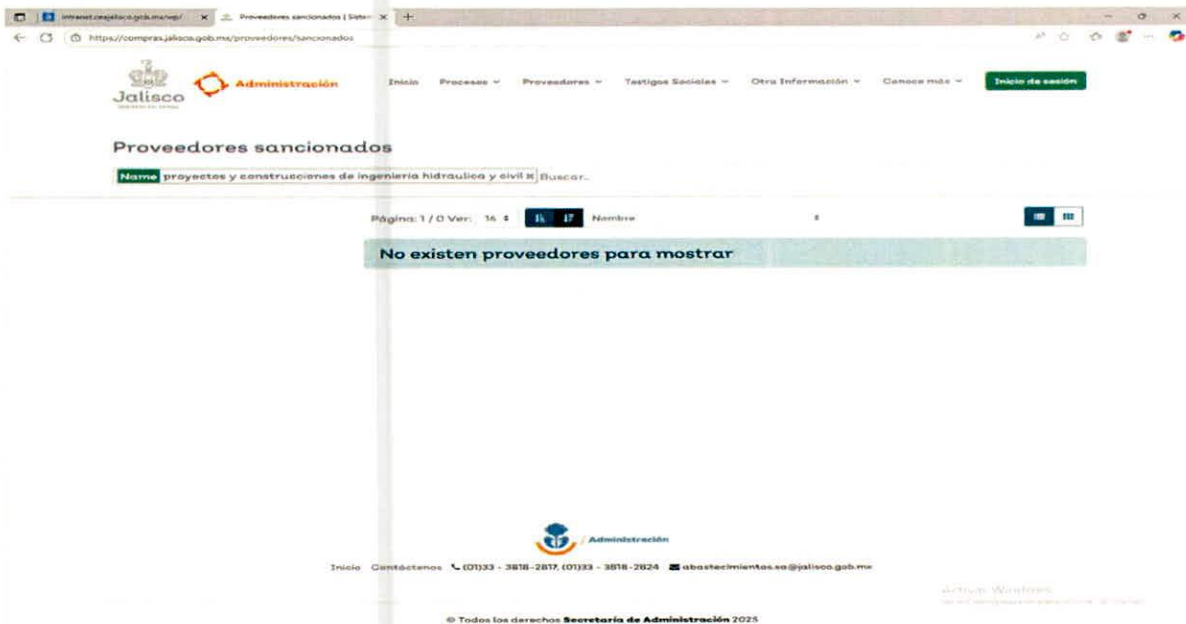 intranet.ceajalisco.gob.mx/wp/
Proveedores sancionados | Sister
https://compras.jalisco.gob.mx/proveedores/sancionados
Jalisco
Administración
Inicio Procesos Proveedores Testigos Sociales Otra Información Conoce más Inicio de sesión
Proveedores sancionados
Name proyectos y construcciones de ingenieria hidraulica y civil x Buscar...
Página: 1 / 0 Ver: 16 Nombre
No existen proveedores para mostrar
/ Administración
Inicio Contáctenos (01)33 - 3818-2817, (01)33 - 3818-2824 abastecimientos.sa@jalisco.gob.mx
Activar Windows
© Todos los derechos Secretaría de Administración 2025